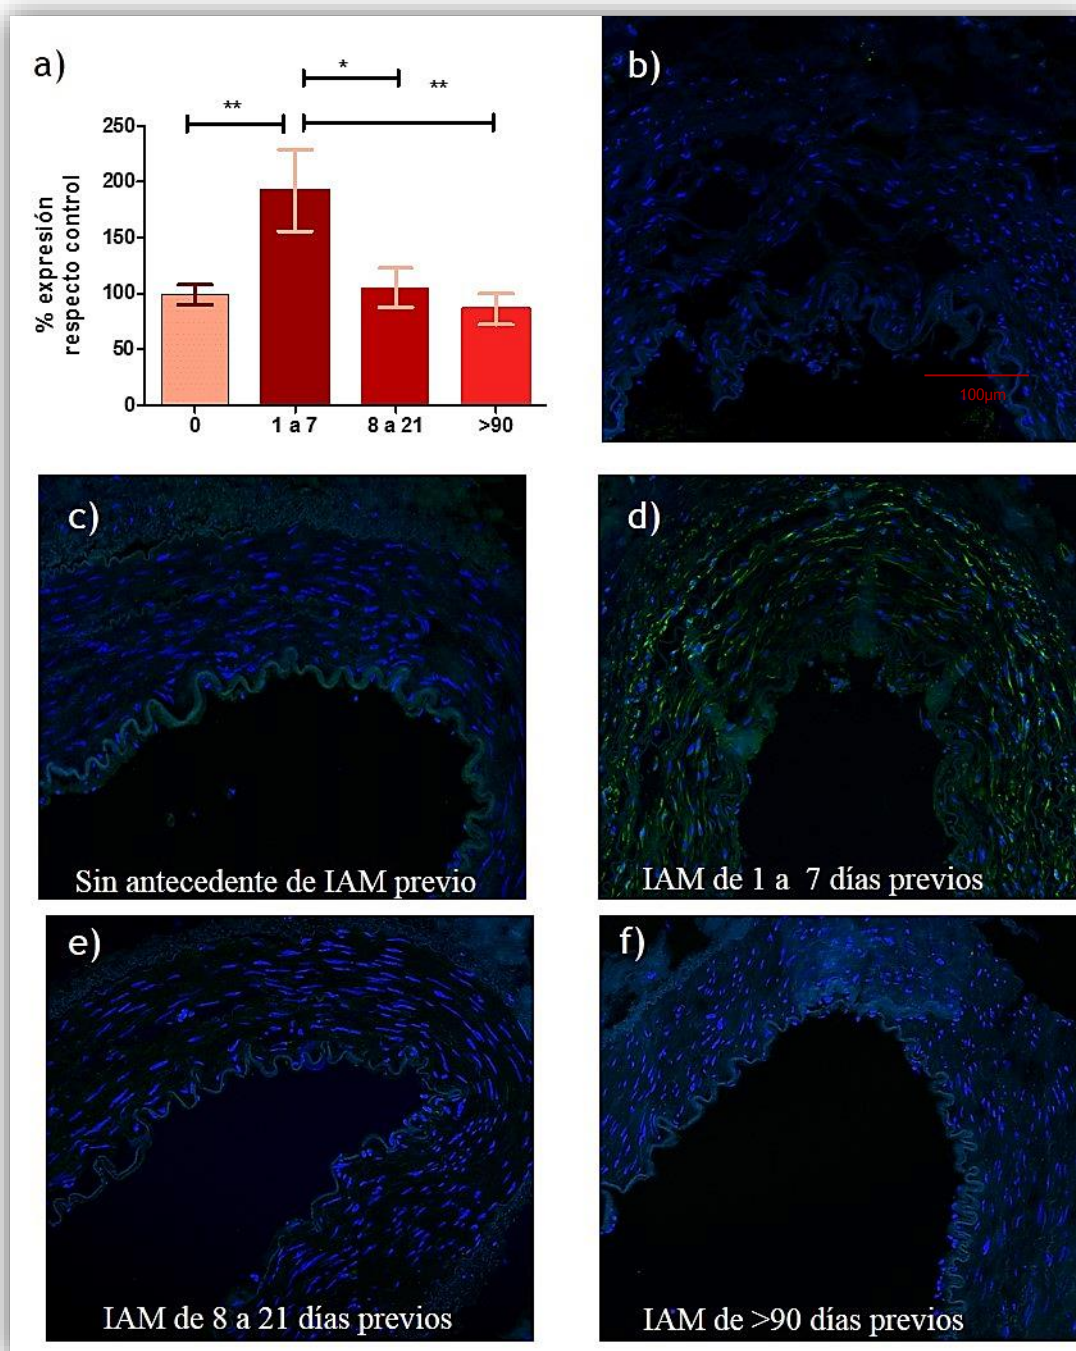 a)
*
**
**
250
200
150
100
50
0
% expresión
respecto control
0 1 a 7 8 a 21 >90
b)
100µm
c)
Sin antecedente de IAM previo
d)
IAM de 1 a 7 días previos
e)
IAM de 8 a 21 días previos
f)
IAM de >90 días previos